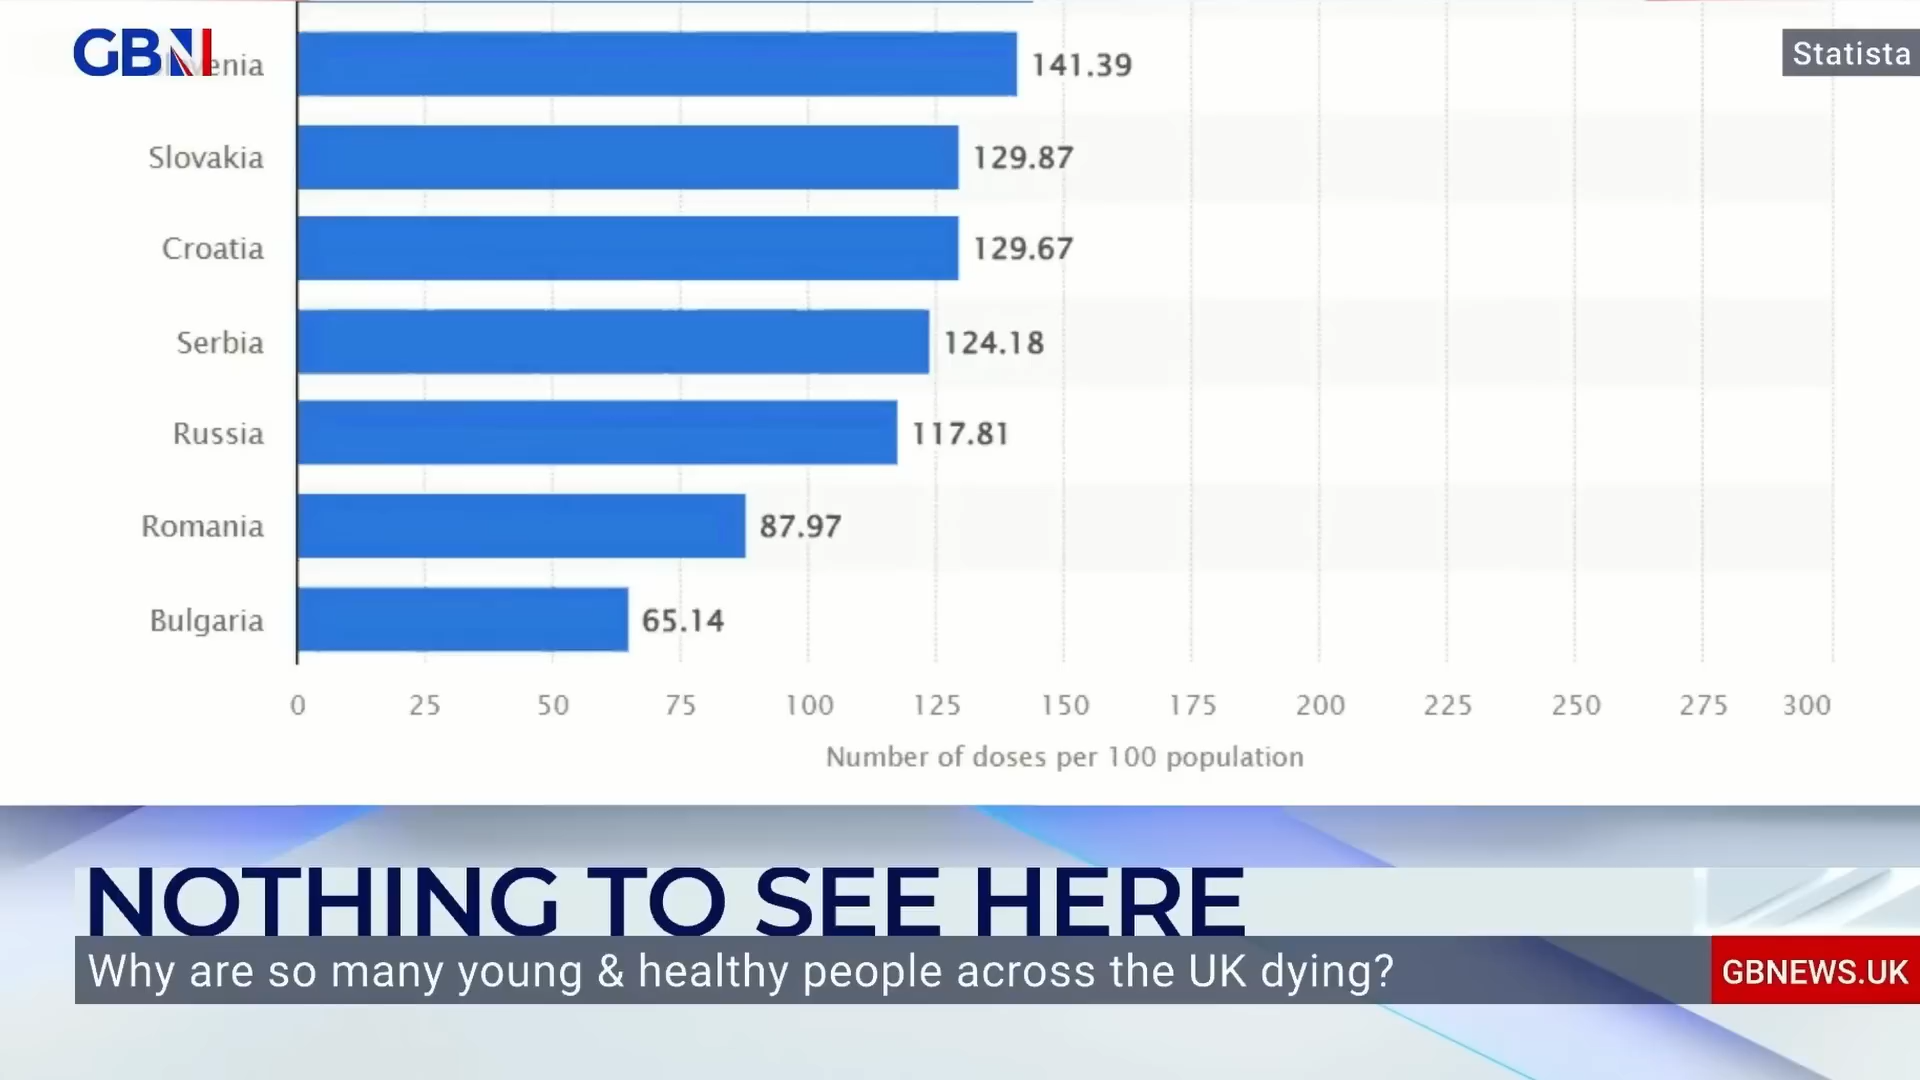 GBN
Statista
enia 141.39
Slovakia 129.87
Croatia 129.67
Serbia 124.18
Russia 117.81
Romania 87.97
Bulgaria 65.14
0 25 50 75 100 125 150 175 200 225 250 275 300
Number of doses per 100 population
NOTHING TO SEE HERE
Why are so many young & healthy people across the UK dying?
GBNEWS.UK